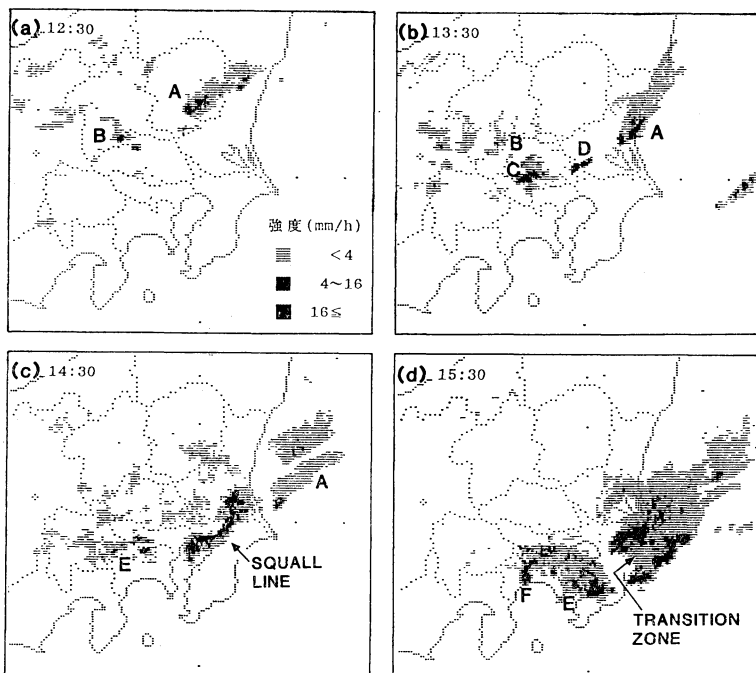 (a) 12:30
A
B
強度(mm/h)
<4
4~16
16≤
(b) 13:30
A
B
D
C
(c) 14:30
A
E
SQUALL
LINE
(d) 15:30
F
E
TRANSITION
ZONE